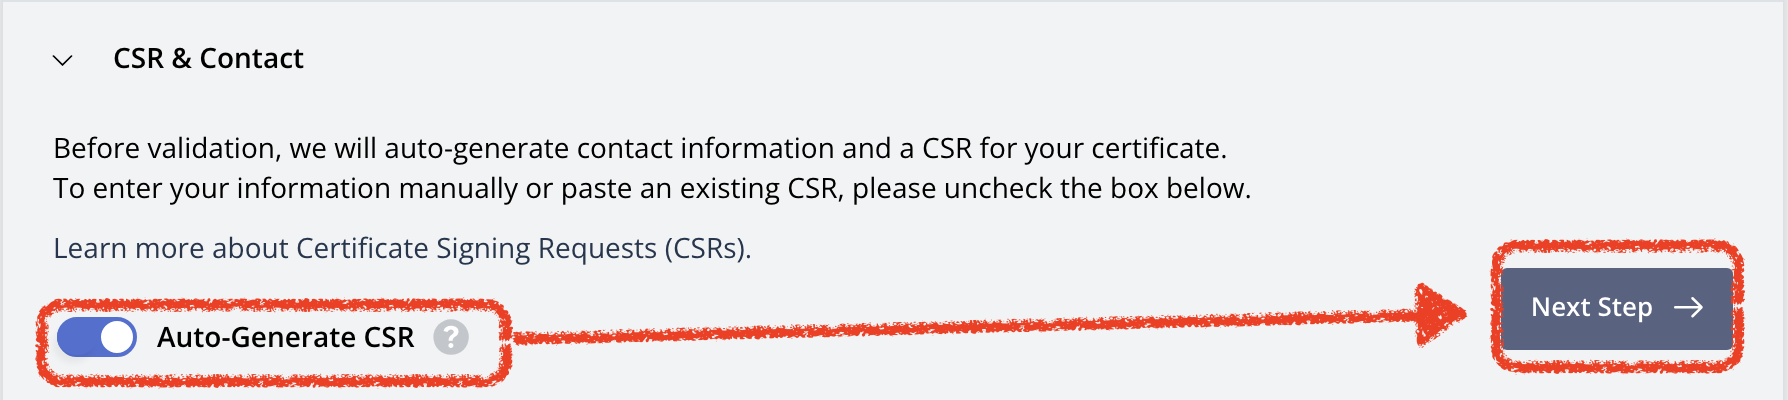 CSR & Contact
Before validation, we will auto-generate contact information and a CSR for your certificate.
To enter your information manually or paste an existing CSR, please uncheck the box below.
Learn more about Certificate Signing Requests (CSRs).
Auto-Generate CSR ?
Next Step →